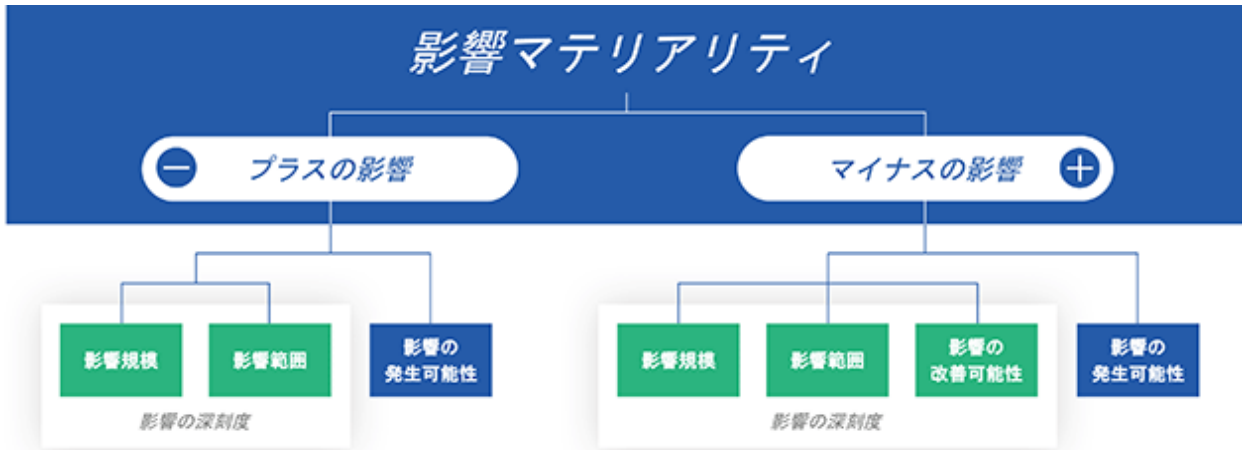 影響マテリアリティ
プラスの影響
マイナスの影響
影響規模
影響範囲
影響の
発生可能性
影響の深刻度
影響規模
影響範囲
影響の
改善可能性
影響の
発生可能性
影響の深刻度